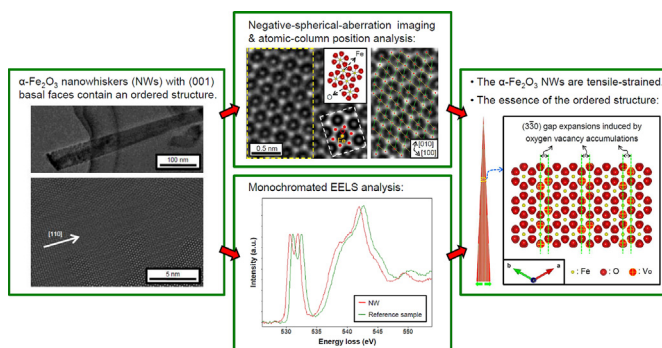 α-Fe₂O₃ nanowhiskers (NWs) with (001)
basal faces contain an ordered structure.
100 nm
[110]
5 nm
Negative-spherical-aberration imaging
& atomic-column position analysis:
Fe
O
0.5 nm
[010]
[100]
Monochromated EELS analysis:
Intensity (a.u.)
NW
Reference sample
530 535 540 545 550
Energy loss (eV)
• The α-Fe₂O₃ NWs are tensile-strained.
• The essence of the ordered structure:
(33̄0) gap expansions induced by
oxygen vacancy accumulations
b a
: Fe : O : Vo